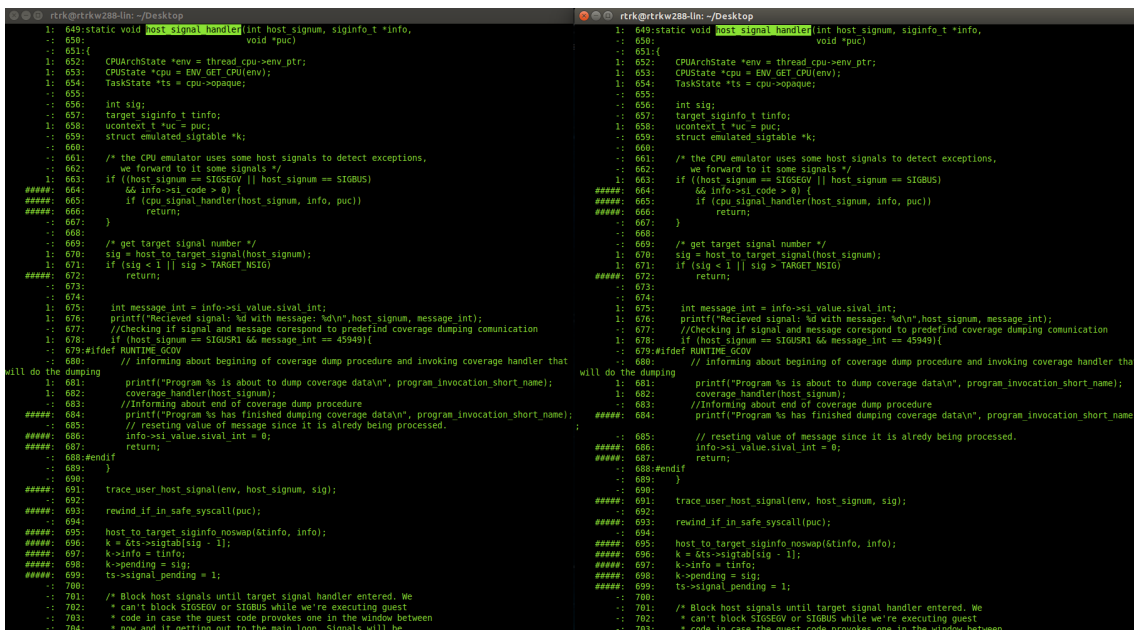 rtrk@rtrkw288-lin: ~/Desktop
1: 649:static void host_signal_handler(int host_signum, siginfo_t *info,
-: 650: void *puc)
-: 651:{
1: 652: CPUArchState *env = thread_cpu->env_ptr;
1: 653: CPUState *cpu = ENV_GET_CPU(env);
1: 654: TaskState *ts = cpu->opaque;
-: 655:
-: 656: int sig;
-: 657: target_siginfo_t tinfo;
1: 658: ucontext_t *uc = puc;
-: 659: struct emulated_sigtable *k;
-: 660:
-: 661: /* the CPU emulator uses some host signals to detect exceptions,
-: 662: we forward to it some signals */
1: 663: if ((host_signum == SIGSEGV || host_signum == SIGBUS)
#####: 664: && info->si_code > 0) {
#####: 665: if (cpu_signal_handler(host_signum, info, puc))
#####: 666: return;
-: 667: }
-: 668:
-: 669: /* get target signal number */
1: 670: sig = host_to_target_signal(host_signum);
1: 671: if (sig < 1 || sig > TARGET_NSIG)
#####: 672: return;
-: 673:
-: 674:
1: 675: int message_int = info->si_value.sival_int;
1: 676: printf("Recieved signal: %d with message: %d\n",host_signum, message_int);
-: 677: //Checking if signal and message corespond to predefind coverage dumping comunication
1: 678: if (host_signum == SIGUSR1 && message_int == 45949){
-: 679:#ifdef RUNTIME_GCOV
-: 680: // informing about begining of coverage dump procedure and invoking coverage handler that
will do the dumping
1: 681: printf("Program %s is about to dump coverage data\n", program_invocation_short_name);
1: 682: coverage_handler(host_signum);
-: 683: //Informing about end of coverage dump procedure
#####: 684: printf("Program %s has finished dumping coverage data\n", program_invocation_short_name);
-: 685: // reseting value of message since it is alredy being processed.
#####: 686: info->si_value.sival_int = 0;
#####: 687: return;
-: 688:#endif
-: 689: }
-: 690:
#####: 691: trace_user_host_signal(env, host_signum, sig);
-: 692:
#####: 693: rewind_if_in_safe_syscall(puc);
-: 694:
#####: 695: host_to_target_siginfo_noswap(&tinfo, info);
#####: 696: k = &ts->sigtab[sig - 1];
#####: 697: k->info = tinfo;
#####: 698: k->pending = sig;
#####: 699: ts->signal_pending = 1;
-: 700:
-: 701: /* Block host signals until target signal handler entered. We
-: 702: * can't block SIGSEGV or SIGBUS while we're executing guest
-: 703: * code in case the guest code provokes one in the window between
-: 704: * now and it getting out to the main loop. Signals will be
rtrk@rtrkw288-lin: ~/Desktop
1: 649:static void host_signal_handler(int host_signum, siginfo_t *info,
-: 650: void *puc)
-: 651:{
1: 652: CPUArchState *env = thread_cpu->env_ptr;
1: 653: CPUState *cpu = ENV_GET_CPU(env);
1: 654: TaskState *ts = cpu->opaque;
-: 655:
-: 656: int sig;
-: 657: target_siginfo_t tinfo;
1: 658: ucontext_t *uc = puc;
-: 659: struct emulated_sigtable *k;
-: 660:
-: 661: /* the CPU emulator uses some host signals to detect exceptions,
-: 662: we forward to it some signals */
1: 663: if ((host_signum == SIGSEGV || host_signum == SIGBUS)
#####: 664: && info->si_code > 0) {
#####: 665: if (cpu_signal_handler(host_signum, info, puc))
#####: 666: return;
-: 667: }
-: 668:
-: 669: /* get target signal number */
1: 670: sig = host_to_target_signal(host_signum);
1: 671: if (sig < 1 || sig > TARGET_NSIG)
#####: 672: return;
-: 673:
-: 674:
1: 675: int message_int = info->si_value.sival_int;
1: 676: printf("Recieved signal: %d with message: %d\n",host_signum, message_int);
-: 677: //Checking if signal and message corespond to predefind coverage dumping comunication
1: 678: if (host_signum == SIGUSR1 && message_int == 45949){
-: 679:#ifdef RUNTIME_GCOV
-: 680: // informing about begining of coverage dump procedure and invoking coverage handler tha
will do the dumping
1: 681: printf("Program %s is about to dump coverage data\n", program_invocation_short_name);
1: 682: coverage_handler(host_signum);
-: 683: //Informing about end of coverage dump procedure
#####: 684: printf("Program %s has finished dumping coverage data\n", program_invocation_short_name
;
-: 685: // reseting value of message since it is alredy being processed.
#####: 686: info->si_value.sival_int = 0;
#####: 687: return;
-: 688:#endif
-: 689: }
-: 690:
#####: 691: trace_user_host_signal(env, host_signum, sig);
-: 692:
#####: 693: rewind_if_in_safe_syscall(puc);
-: 694:
#####: 695: host_to_target_siginfo_noswap(&tinfo, info);
#####: 696: k = &ts->sigtab[sig - 1];
#####: 697: k->info = tinfo;
#####: 698: k->pending = sig;
#####: 699: ts->signal_pending = 1;
-: 700:
-: 701: /* Block host signals until target signal handler entered. We
-: 702: * can't block SIGSEGV or SIGBUS while we're executing guest
-: 703: * code in case the guest code provokes one in the window between